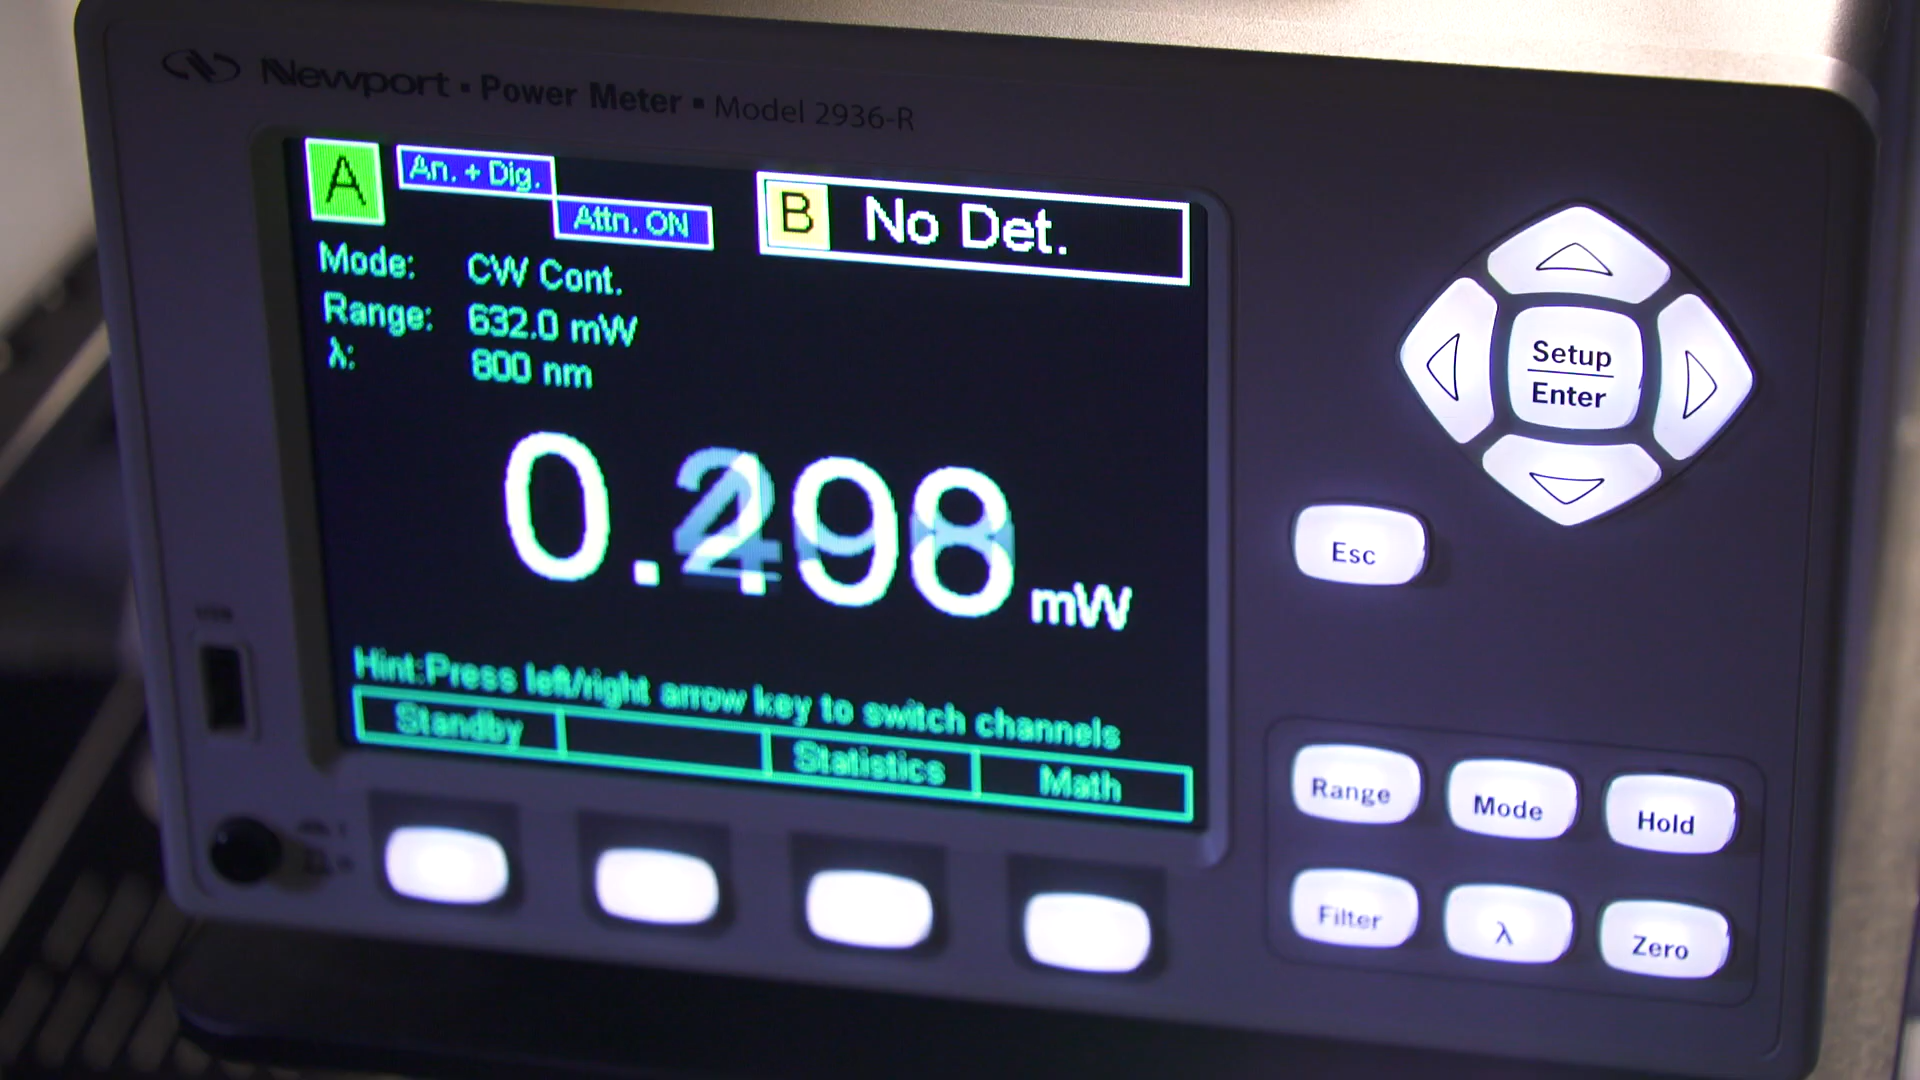 Newport ▪ Power Meter ▪ Model 2936-R
A An. + Dig.
Attn. ON
B No Det.
Mode: CW Cont.
Range: 632.0 mW
λ: 800 nm
mW
Hint:Press left/right arrow key to switch channels
Standby Statistics Math
Setup
Enter
Esc
Range Mode Hold
Filter λ Zero
USB